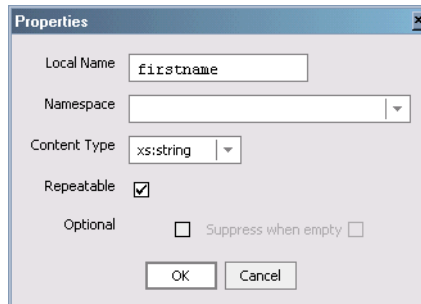 Properties
Local Name firstname
Namespace
Content Type xs:string
Repeatable
Optional Suppress when empty
OK Cancel